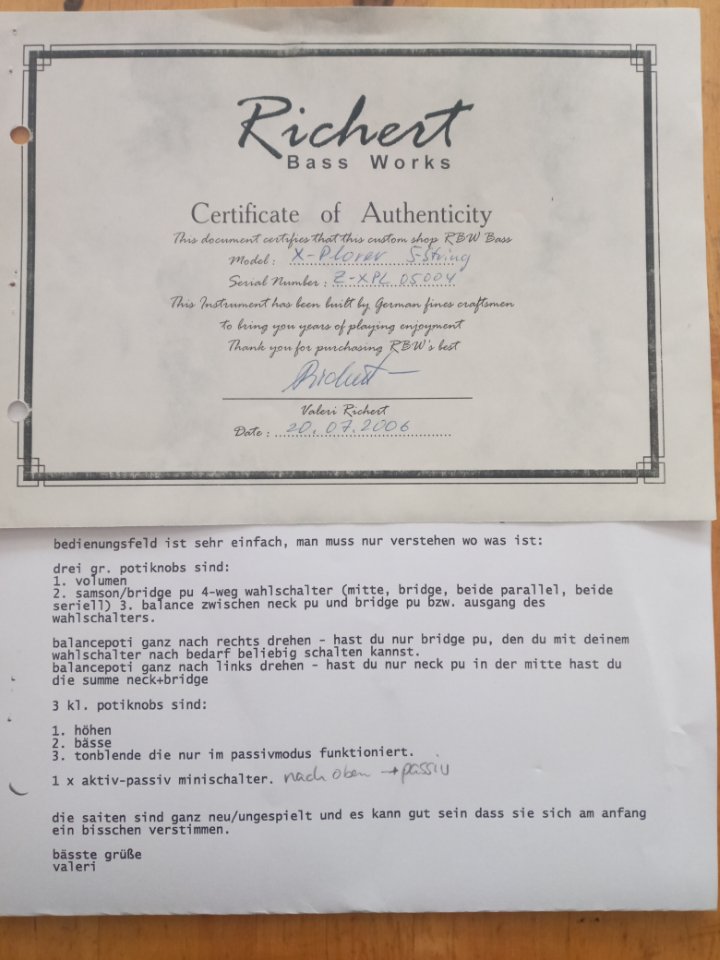 Richert
Bass Works
Certificate of Authenticity
This document certifies that this custom shop RBW Bass
Model: X-Plorer 5-String
Serial Number: Z-XPL 05004
This Instrument has been built by German fines craftsmen
to bring you years of playing enjoyment
Thank you for purchasing RBW's best
Richert
Valeri Richert
Date: 20.07.2006
bedienungsfeld ist sehr einfach, man muss nur verstehen wo was ist:
drei gr. potiknobs sind:
1. volumen
2. samson/bridge pu 4-weg wahlschalter (mitte, bridge, beide parallel, beide
seriell) 3. balance zwischen neck pu und bridge pu bzw. ausgang des
wahlschalters.
balancepoti ganz nach rechts drehen - hast du nur bridge pu, den du mit deinem
wahlschalter nach bedarf beliebig schalten kannst.
balancepoti ganz nach links drehen - hast du nur neck pu in der mitte hast du
die summe neck+bridge
3 kl. potiknobs sind:
1. höhen
2. bässe
3. tonblende die nur im passivmodus funktioniert.
1 x aktiv-passiv minischalter. nach oben → passiv
die saiten sind ganz neu/ungespielt und es kann gut sein dass sie sich am anfang
ein bisschen verstimmen.
bässte grüße
valeri